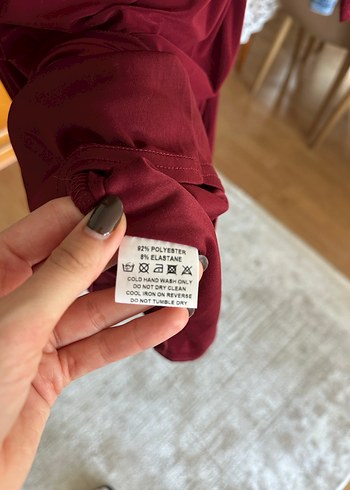 92% POLYESTER
8% ELASTANE
COLD HAND WASH ONLY
DO NOT DRY CLEAN
COOL IRON ON REVERSE
DO NOT TUMBLE DRY